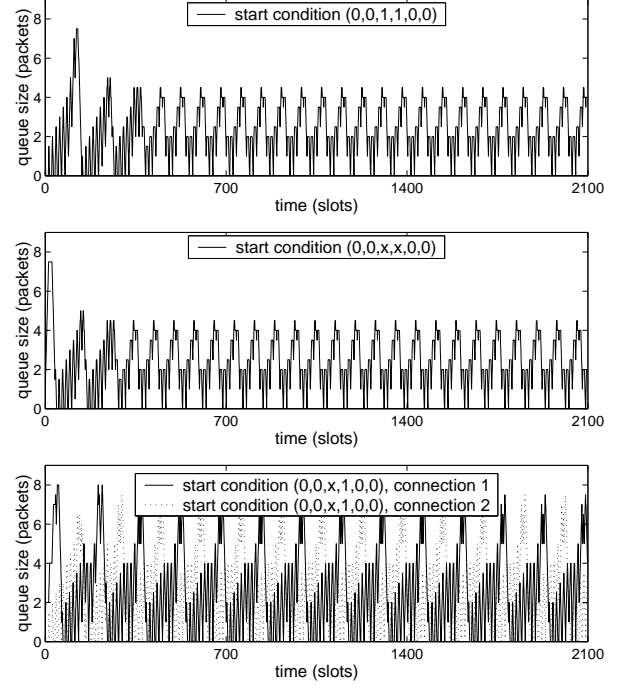 start condition (0,0,1,1,0,0)
queue size (packets)
8
6
4
2
0
0 700 1400 2100
time (slots)
start condition (0,0,x,x,0,0)
queue size (packets)
8
6
4
2
0
0 700 1400 2100
time (slots)
start condition (0,0,x,1,0,0), connection 1
start condition (0,0,x,1,0,0), connection 2
queue size (packets)
8
6
4
2
0
0 700 1400 2100
time (slots)